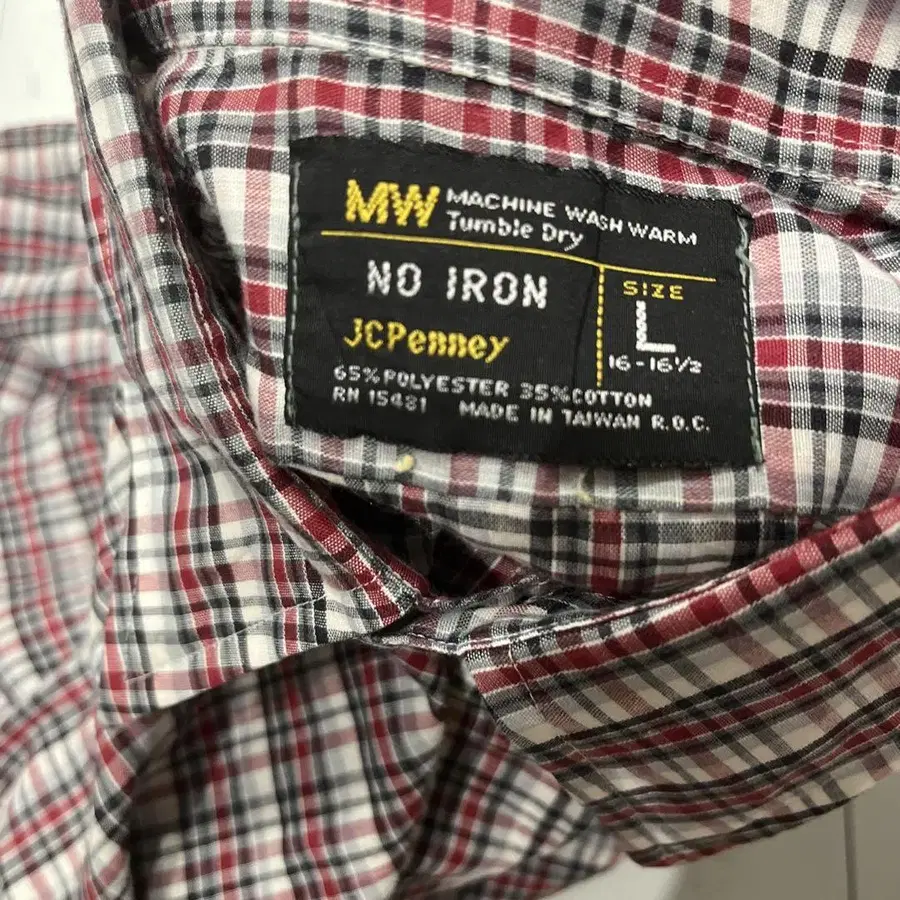 MW MACHINE WASH WARM
Tumble Dry
NO IRON
JCPenney
SIZE
L
16-16½
65% POLYESTER 35% COTTON
RN 15481 MADE IN TAIWAN R.O.C.